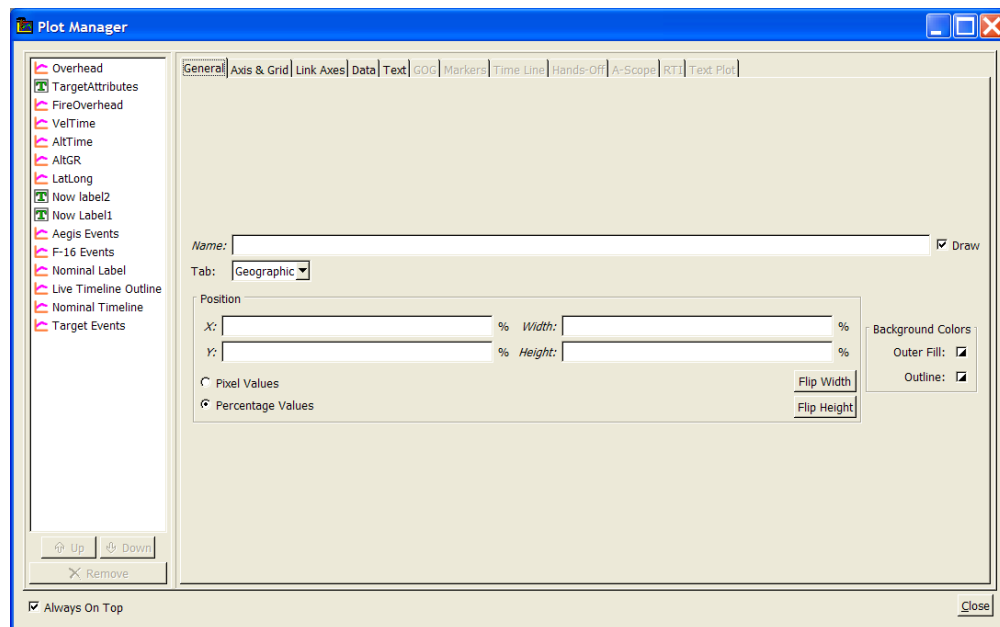 Plot Manager
Overhead
TargetAttributes
FireOverhead
VelTime
AltTime
AltGR
LatLong
Now label2
Now Label1
Aegis Events
F-16 Events
Nominal Label
Live Timeline Outline
Nominal Timeline
Target Events
Up Down
Remove
General Axis & Grid Link Axes Data Text GOG Markers Time Line Hands-Off A-Scope RTI Text Plot
Name: Draw
Tab: Geographic
Position
X: % Width: %
Y: % Height: %
Pixel Values Flip Width
Percentage Values Flip Height
Background Colors
Outer Fill:
Outline:
Always On Top Close